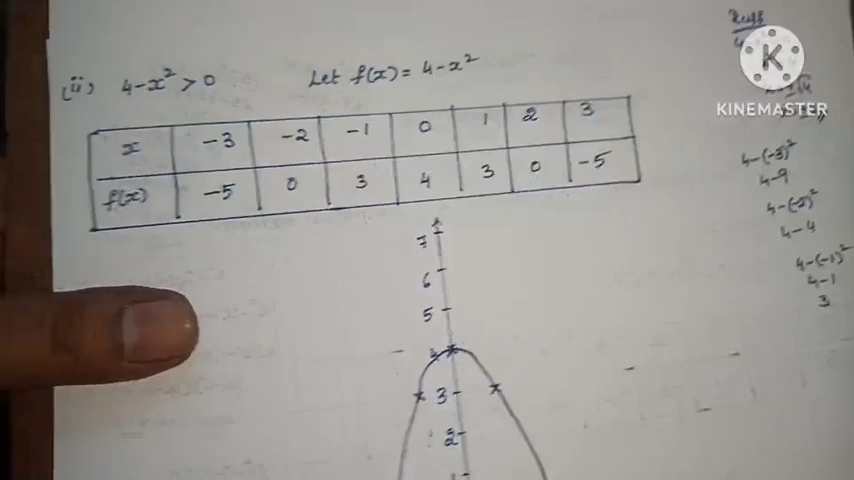 (ii) 4-x² > 0 Let f(x) = 4-x²
x -3 -2 -1 0 1 2 3
f(x) -5 0 3 4 3 0 -5
7
6
5
4
3
2
1
Ruff
KINEMASTER
4-(-3)²
4-9
4-(-2)²
4-4
4-(-1)²
4-1
3